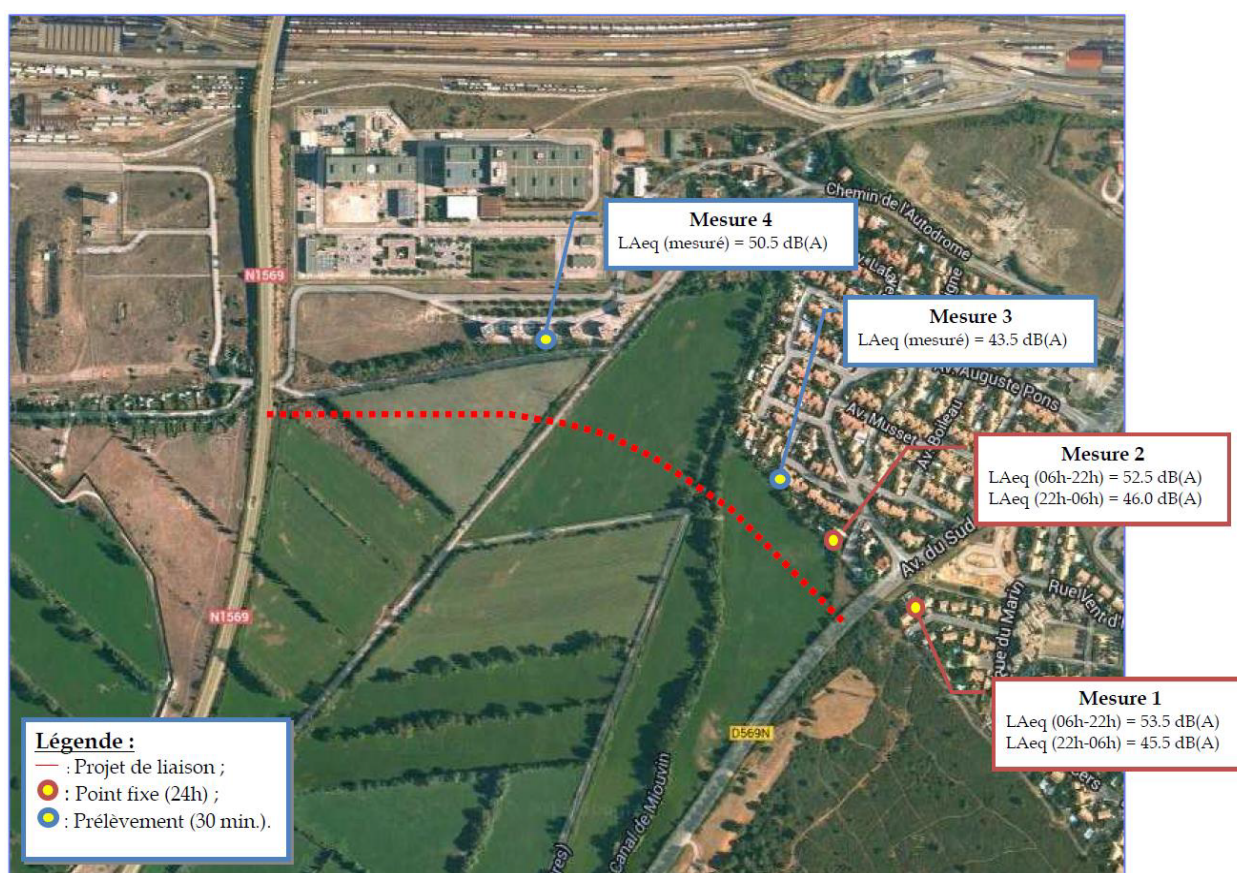 Chemin de l'Autodrome
Mesure 4
LAeq (mesuré) = 50.5 dB(A)
N1569
Mesure 3
LAeq (mesuré) = 43.5 dB(A)
Av. Auguste Pons
Av. Musset
Av. Boileau
Mesure 2
LAeq (06h-22h) = 52.5 dB(A)
LAeq (22h-06h) = 46.0 dB(A)
Av. du Sud
N1569
Rue du Marin
Mesure 1
LAeq (06h-22h) = 53.5 dB(A)
LAeq (22h-06h) = 45.5 dB(A)
D569N
Canal de Miouvin
Légende :
: Projet de liaison ;
: Point fixe (24h) ;
: Prélèvement (30 min.).